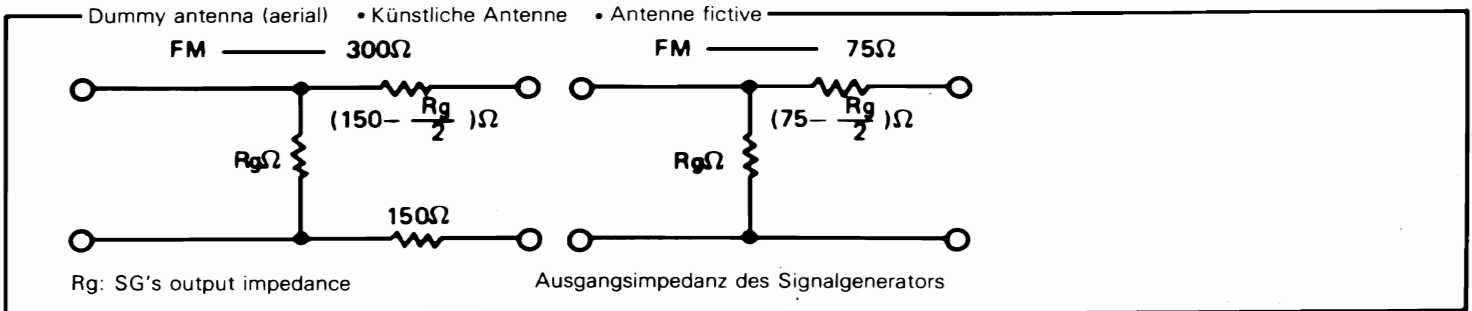 Dummy antenna (aerial) • Künstliche Antenne • Antenne fictive
FM 300Ω
(150− Rg/2 )Ω
RgΩ
150Ω
FM 75Ω
(75− Rg/2 )Ω
RgΩ
Rg: SG's output impedance
Ausgangsimpedanz des Signalgenerators